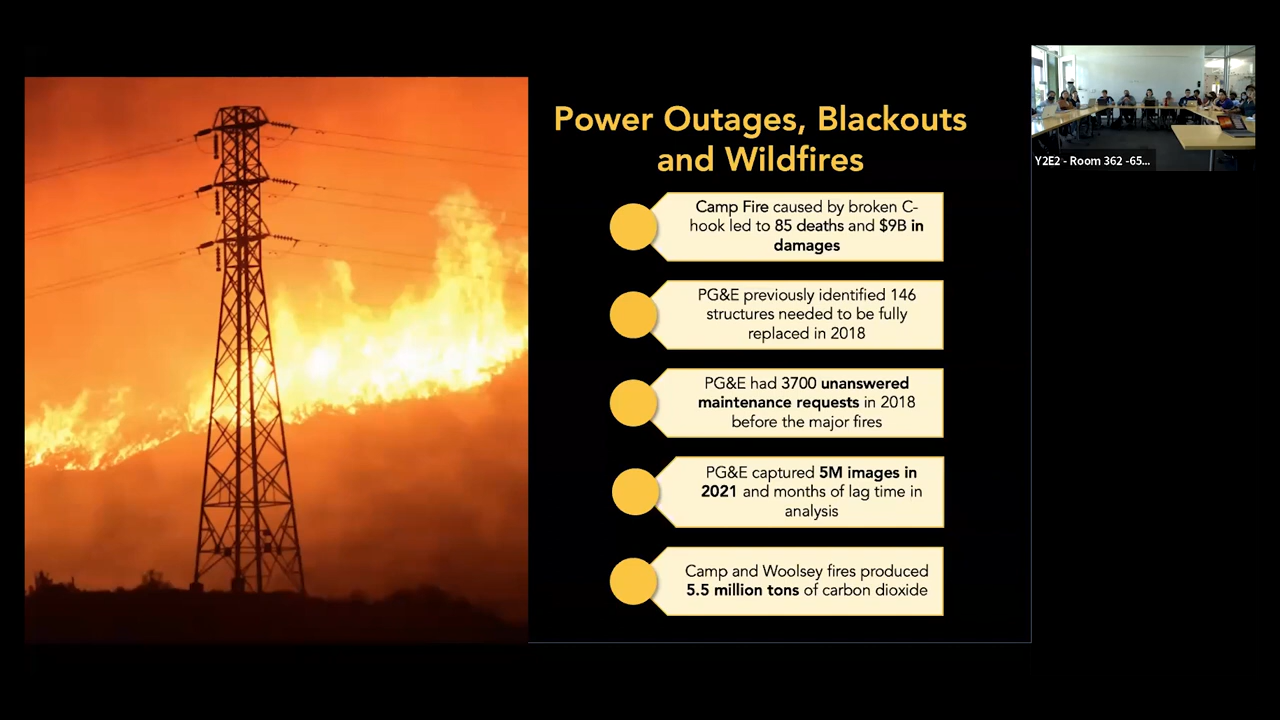 Power Outages, Blackouts
and Wildfires
Camp Fire caused by broken C-
hook led to 85 deaths and $9B in
damages
PG&E previously identified 146
structures needed to be fully
replaced in 2018
PG&E had 3700 unanswered
maintenance requests in 2018
before the major fires
PG&E captured 5M images in
2021 and months of lag time in
analysis
Camp and Woolsey fires produced
5.5 million tons of carbon dioxide
Y2E2 - Room 362 -65...